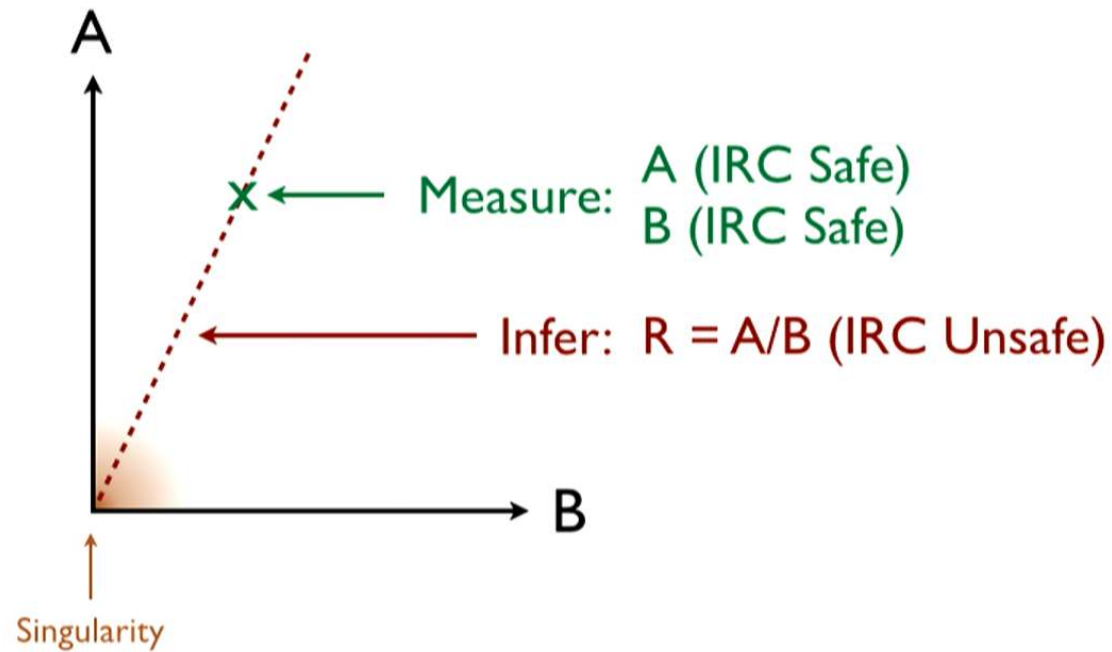 A
Measure: A (IRC Safe)
B (IRC Safe)
Infer: R = A/B (IRC Unsafe)
B
Singularity